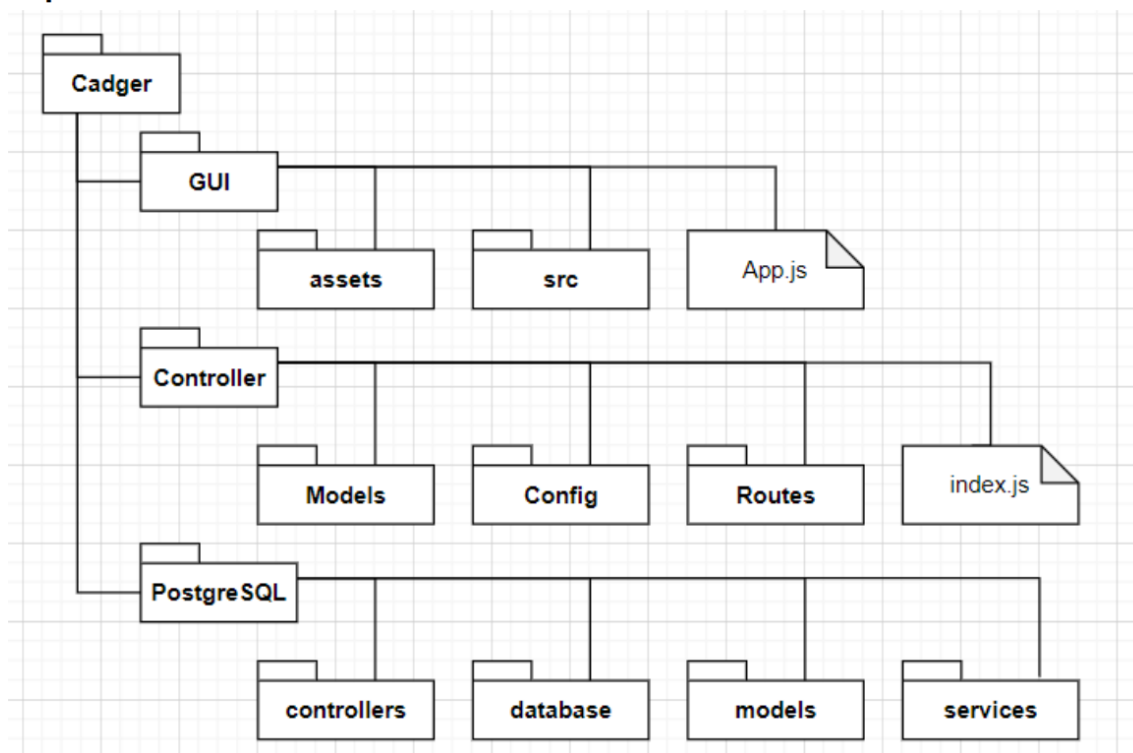 Cadger
GUI
assets
src
App.js
Controller
Models
Config
Routes
index.js
PostgreSQL
controllers
database
models
services